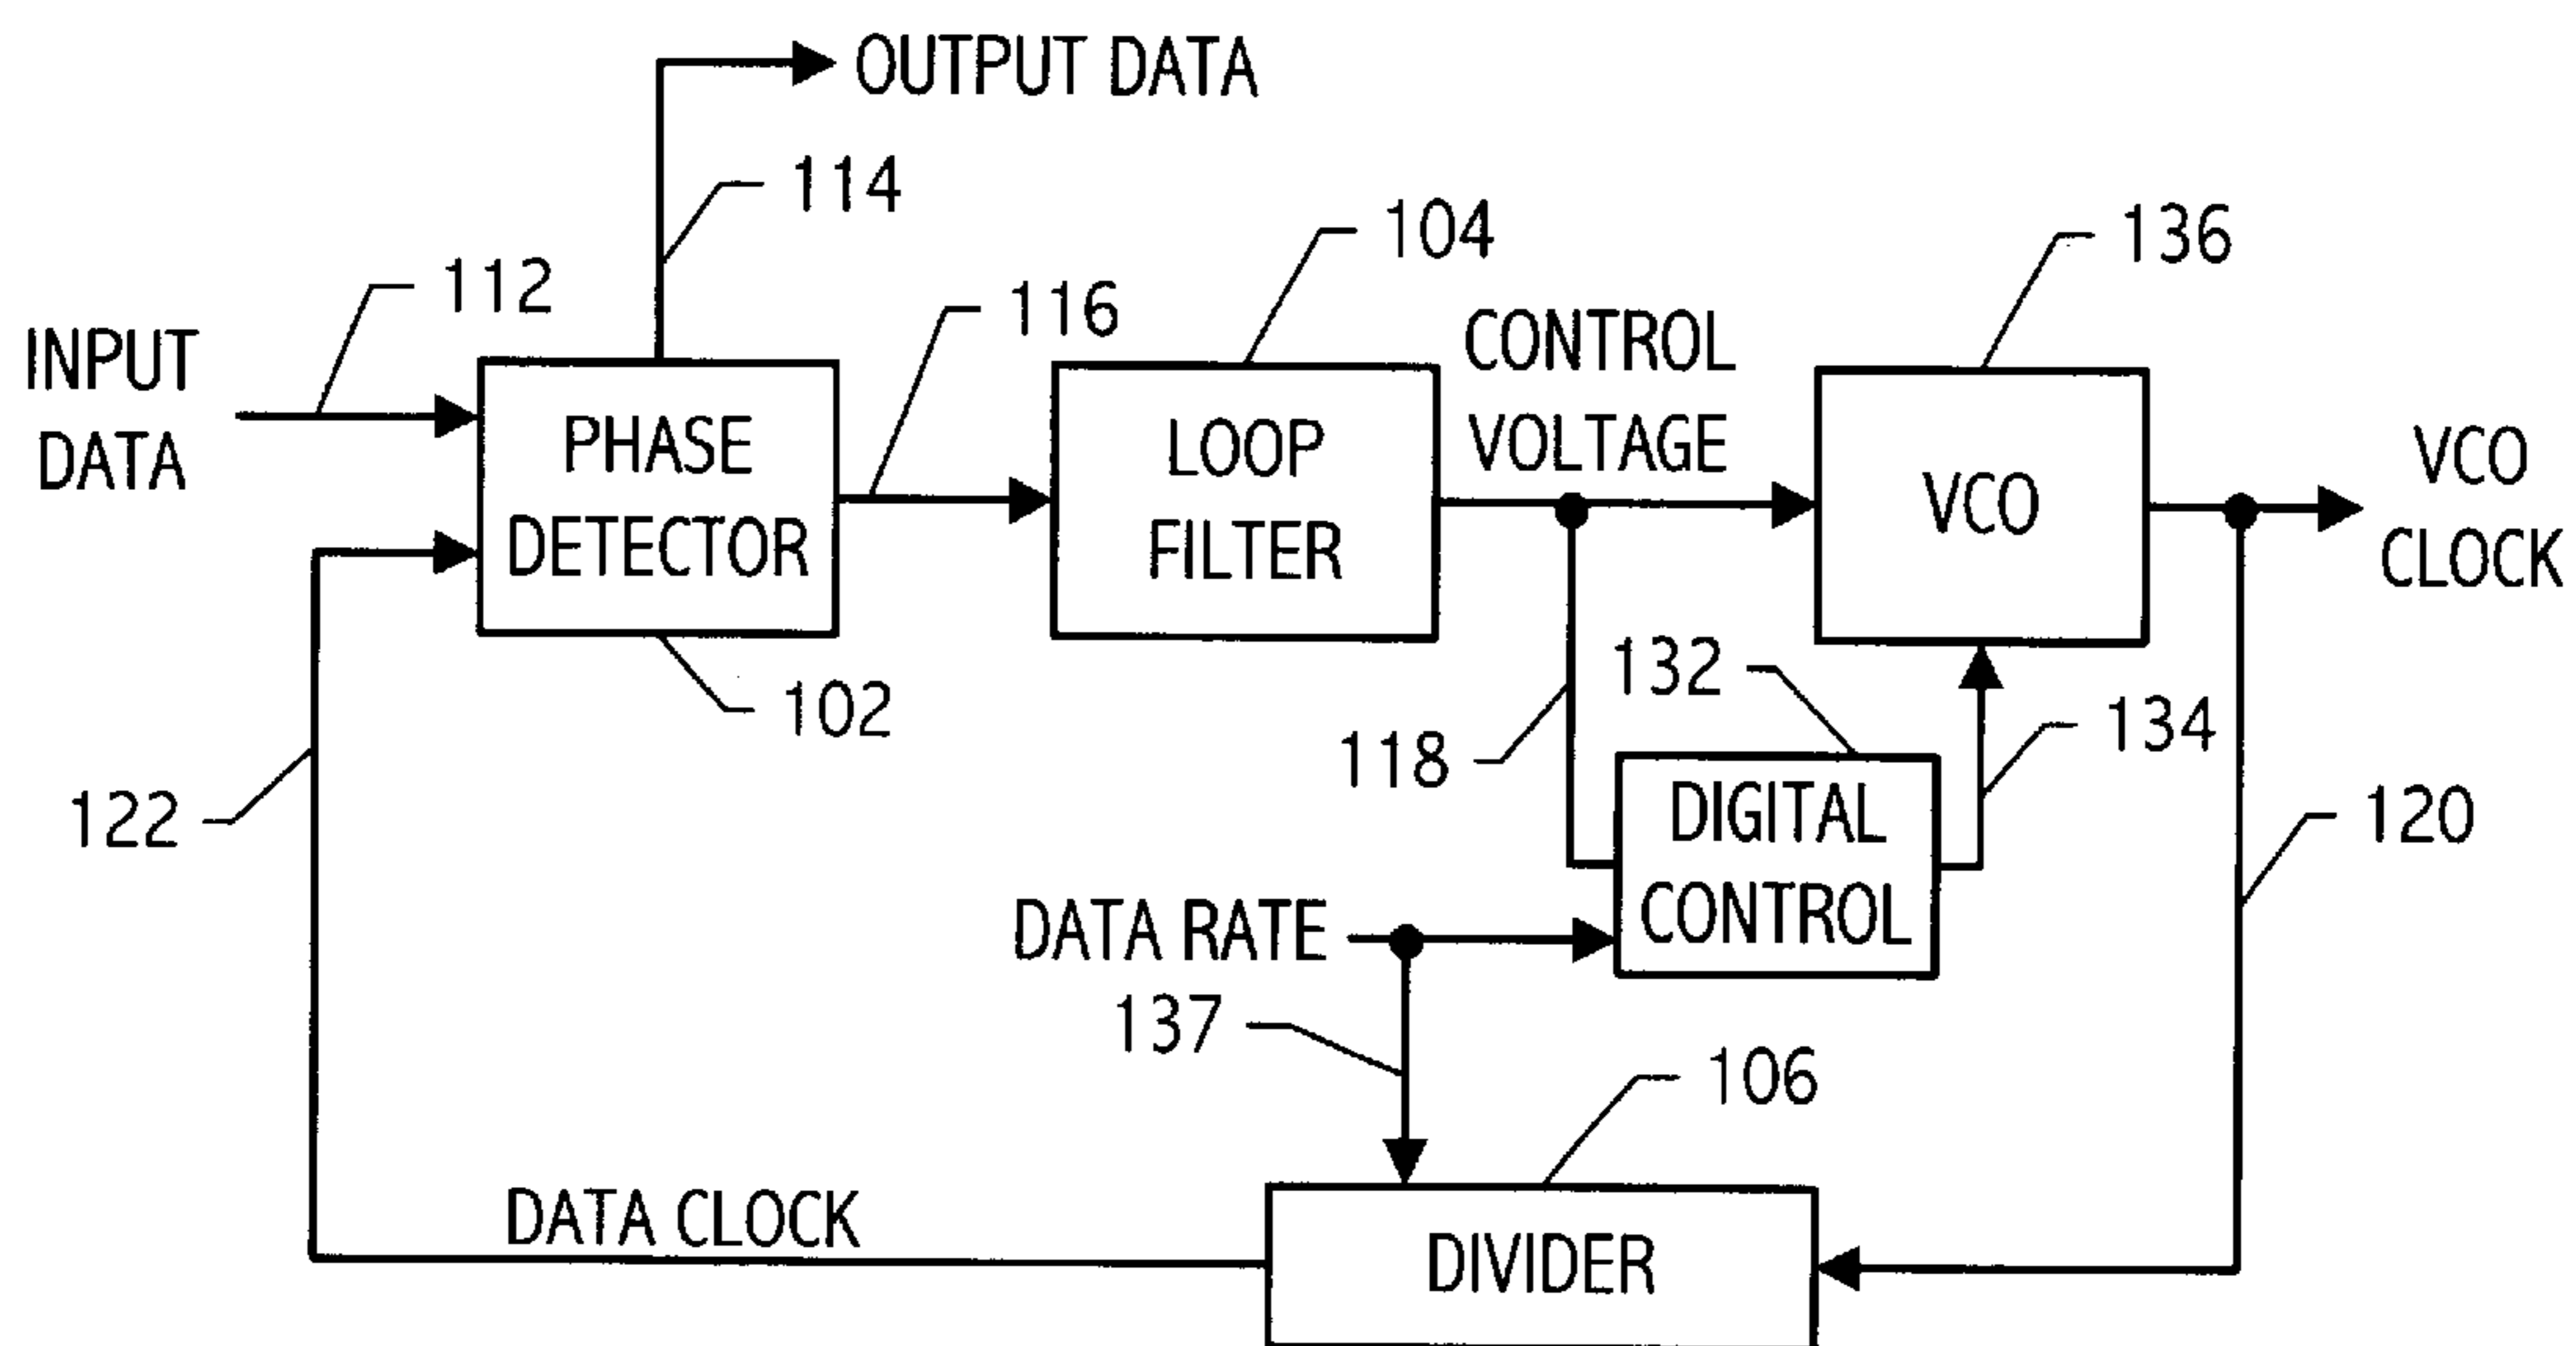 OUTPUT DATA
114
112
116
104
136
INPUT
DATA
PHASE
DETECTOR
LOOP
FILTER
CONTROL
VOLTAGE
VCO
VCO
CLOCK
102
132
134
118
122
120
DIGITAL
CONTROL
DATA RATE
137
106
DATA CLOCK
DIVIDER